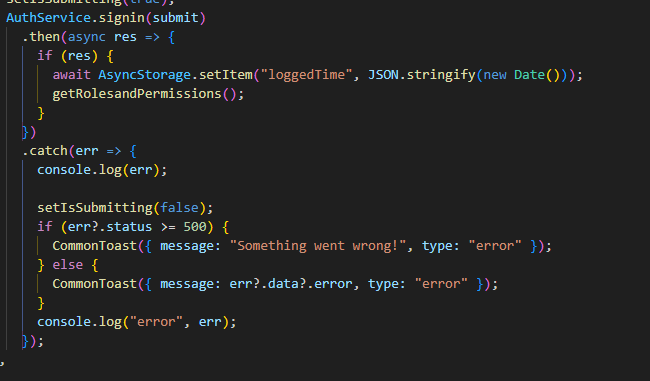 setIsSubmitting(true);
AuthService.signin(submit)
.then(async res => {
if (res) {
await AsyncStorage.setItem("loggedTime", JSON.stringify(new Date()));
getRolesandPermissions();
}
})
.catch(err => {
console.log(err);
setIsSubmitting(false);
if (err?.status >= 500) {
CommonToast({ message: "Something went wrong!", type: "error" });
} else {
CommonToast({ message: err?.data?.error, type: "error" });
}
console.log("error", err);
});